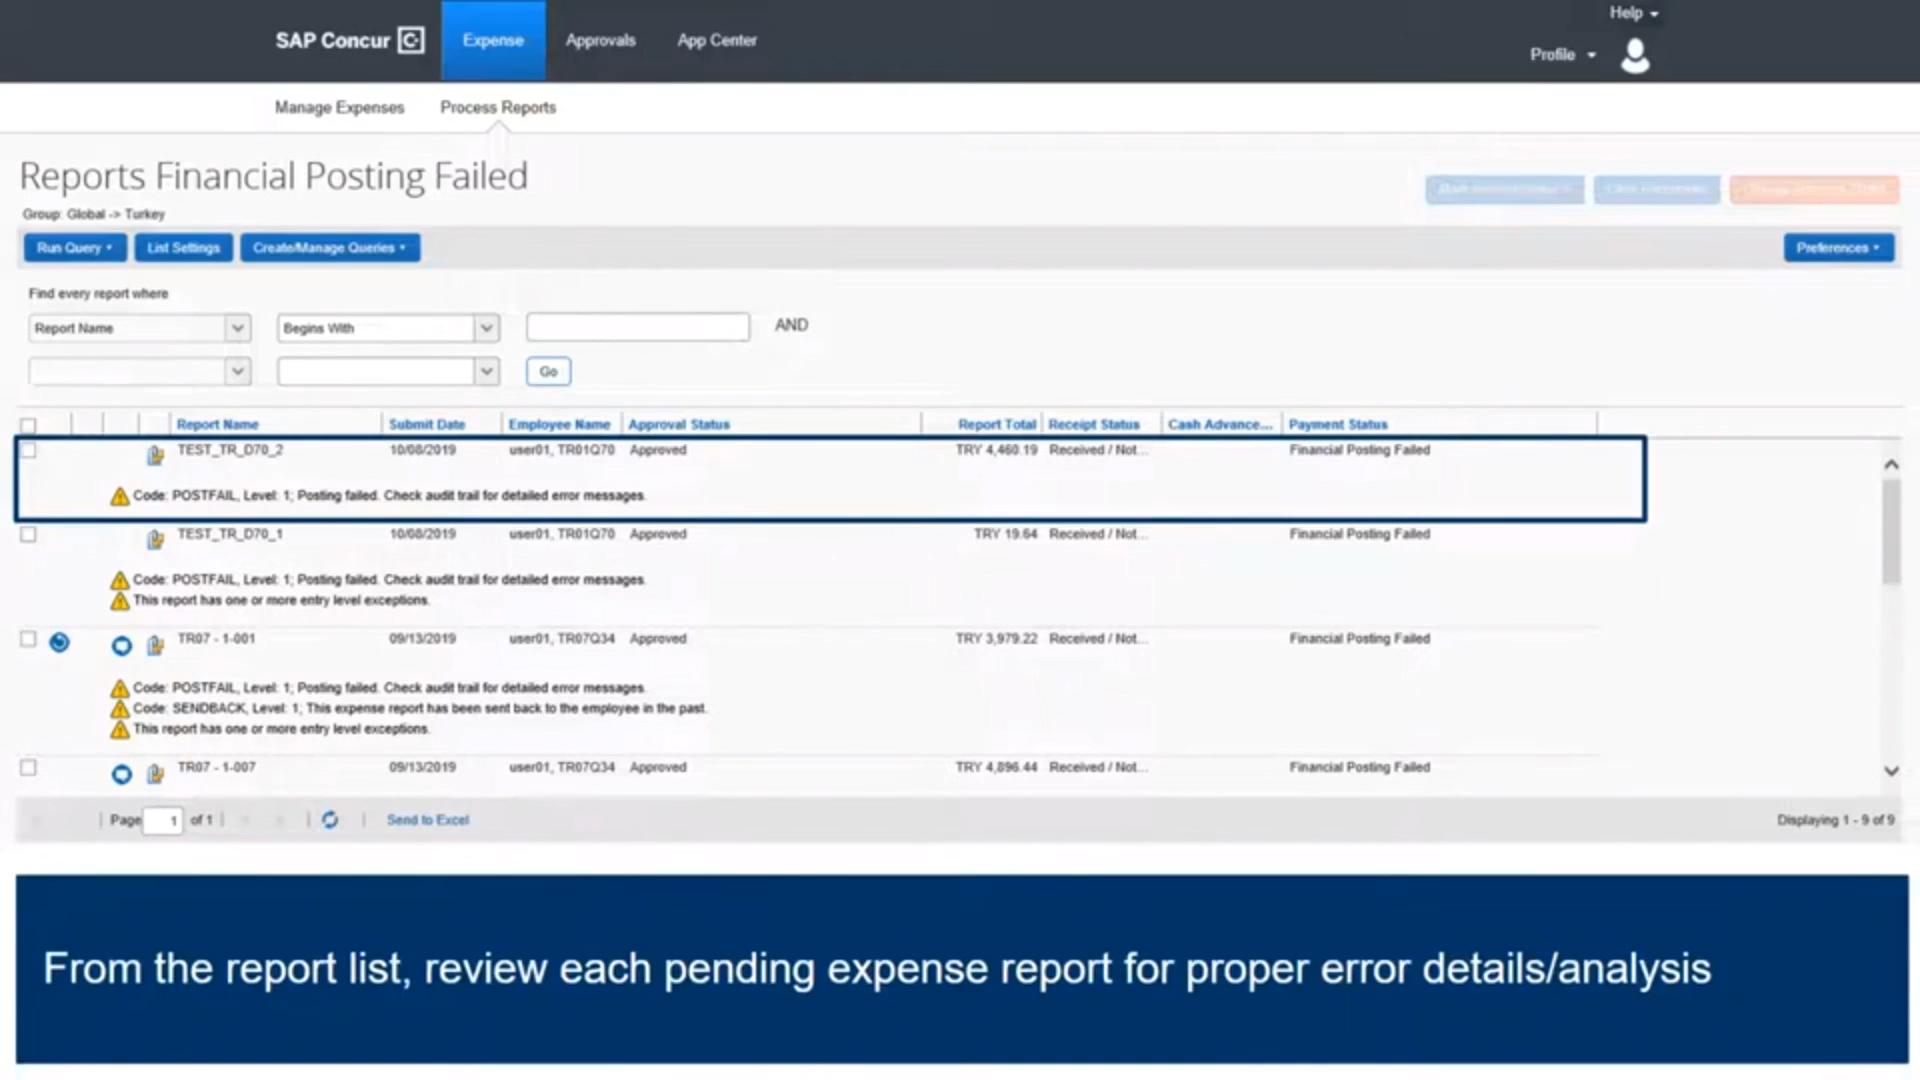 Help
SAP Concur C Expense Approvals App Center
Profile
Manage Expenses Process Reports
Reports Financial Posting Failed
Group: Global -> Turkey
Run Query List Settings Create/Manage Queries Preferences
Find every report where
Report Name Begins With AND
Go
Report Name Submit Date Employee Name Approval Status Report Total Receipt Status Cash Advance... Payment Status
TEST_TR_D70_2 10/08/2019 user01, TR01Q70 Approved TRY 4,460.19 Received / Not... Financial Posting Failed
Code: POSTFAIL, Level: 1; Posting failed. Check audit trail for detailed error messages.
TEST_TR_D70_1 10/08/2019 user01, TR01Q70 Approved TRY 19.64 Received / Not... Financial Posting Failed
Code: POSTFAIL, Level: 1; Posting failed. Check audit trail for detailed error messages.
This report has one or more entry level exceptions.
TR07 - 1-001 09/13/2019 user01, TR07Q34 Approved TRY 3,979.22 Received / Not... Financial Posting Failed
Code: POSTFAIL, Level: 1; Posting failed. Check audit trail for detailed error messages.
Code: SENDBACK, Level: 1; This expense report has been sent back to the employee in the past.
This report has one or more entry level exceptions.
TR07 - 1-007 09/13/2019 user01, TR07Q34 Approved TRY 4,896.44 Received / Not... Financial Posting Failed
Page 1 of 1 Send to Excel Displaying 1 - 9 of 9
From the report list, review each pending expense report for proper error details/analysis